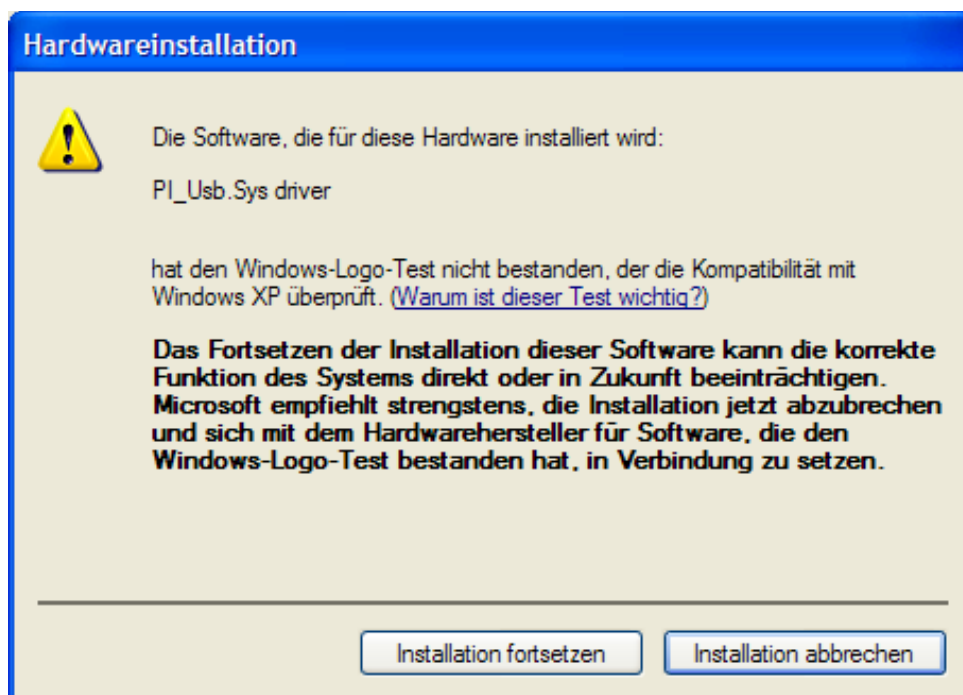 Hardwareinstallation
Die Software, die für diese Hardware installiert wird:
PI_Usb.Sys driver
hat den Windows-Logo-Test nicht bestanden, der die Kompatibilität mit
Windows XP überprüft. (Warum ist dieser Test wichtig?)
Das Fortsetzen der Installation dieser Software kann die korrekte
Funktion des Systems direkt oder in Zukunft beeinträchtigen.
Microsoft empfiehlt strengstens, die Installation jetzt abzubrechen
und sich mit dem Hardwarehersteller für Software, die den
Windows-Logo-Test bestanden hat, in Verbindung zu setzen.
Installation fortsetzen Installation abbrechen